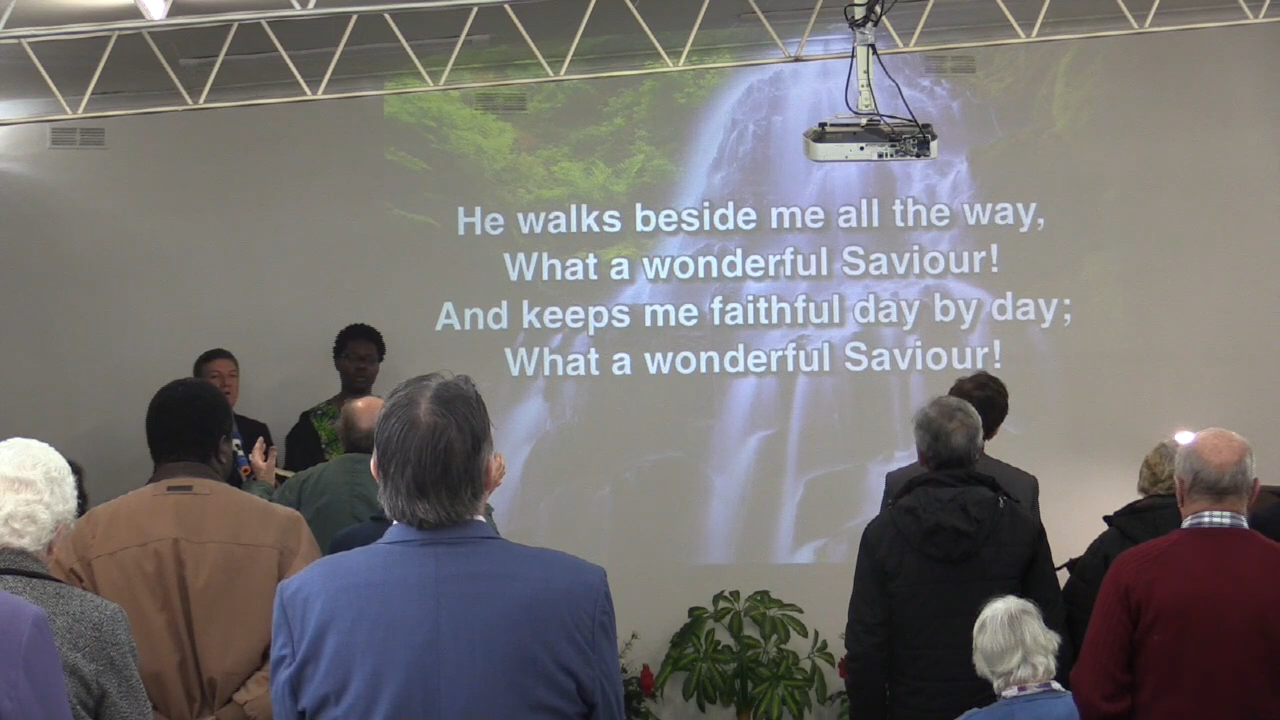 He walks beside me all the way,
What a wonderful Saviour!
And keeps me faithful day by day;
What a wonderful Saviour!